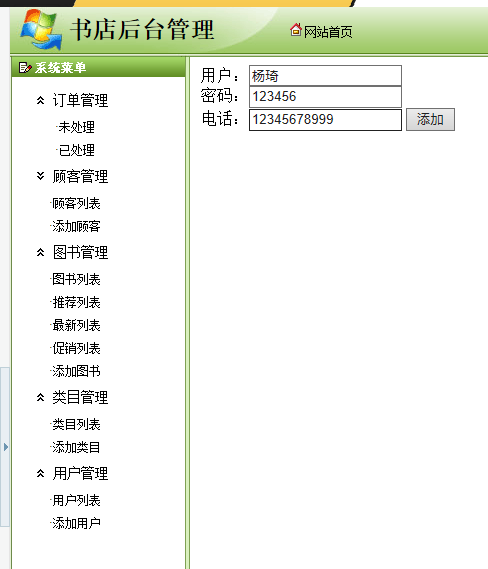 书店后台管理
网站首页
系统菜单
订单管理
·未处理
·已处理
顾客管理
·顾客列表
·添加顾客
图书管理
·图书列表
·推荐列表
·最新列表
·促销列表
·添加图书
类目管理
·类目列表
·添加类目
用户管理
·用户列表
·添加用户
用户：杨琦
密码：123456
电话：12345678999 添加